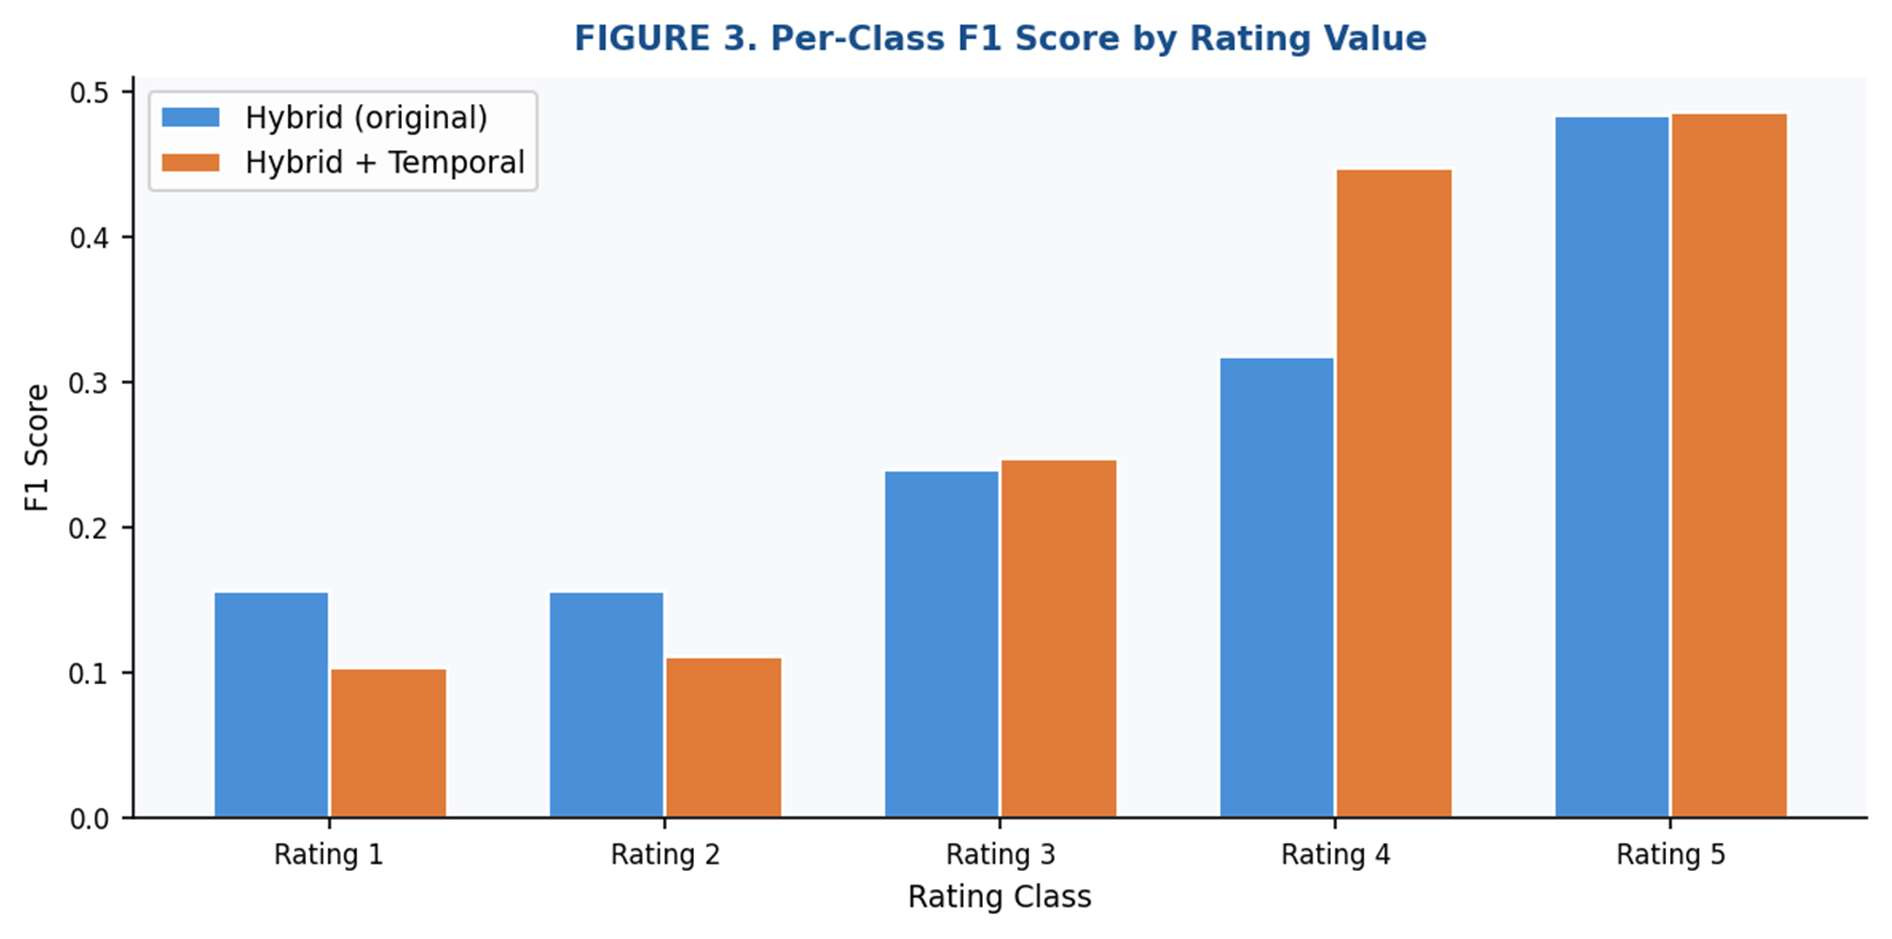 FIGURE 3. Per-Class F1 Score by Rating Value
Hybrid (original)
Hybrid + Temporal
F1 Score
0.5
0.4
0.3
0.2
0.1
0.0
Rating 1 Rating 2 Rating 3 Rating 4 Rating 5
Rating Class